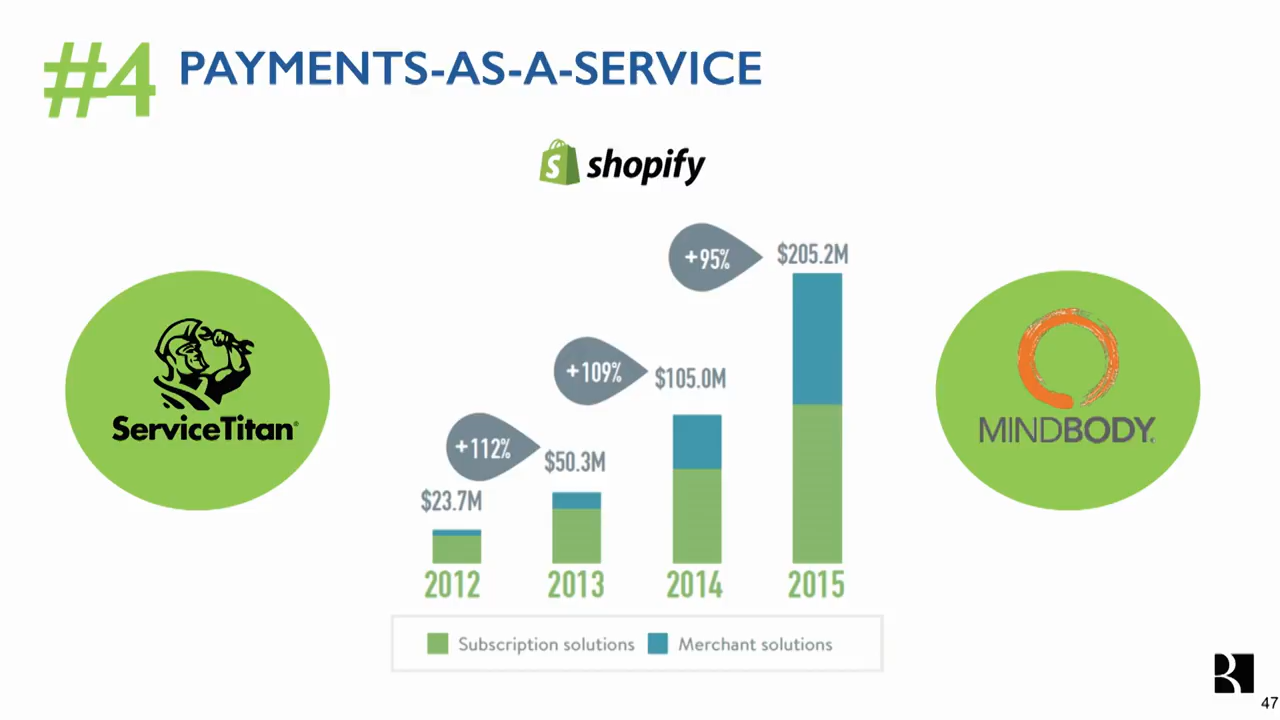 #4 PAYMENTS-AS-A-SERVICE
shopify
+95% $205.2M
+109% $105.0M
+112% $50.3M
$23.7M
ServiceTitan®
MINDBODY
2012 2013 2014 2015
Subscription solutions Merchant solutions
47